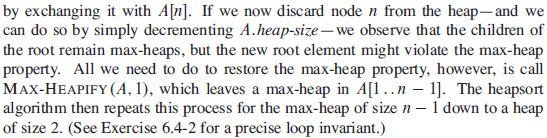 by exchanging it with A[n]. If we now discard node n from the heap—and we
can do so by simply decrementing A.heap-size—we observe that the children of
the root remain max-heaps, but the new root element might violate the max-heap
property. All we need to do to restore the max-heap property, however, is call
MAX-HEAPIFY(A, 1), which leaves a max-heap in A[1 . . n − 1]. The heapsort
algorithm then repeats this process for the max-heap of size n − 1 down to a heap
of size 2. (See Exercise 6.4-2 for a precise loop invariant.)